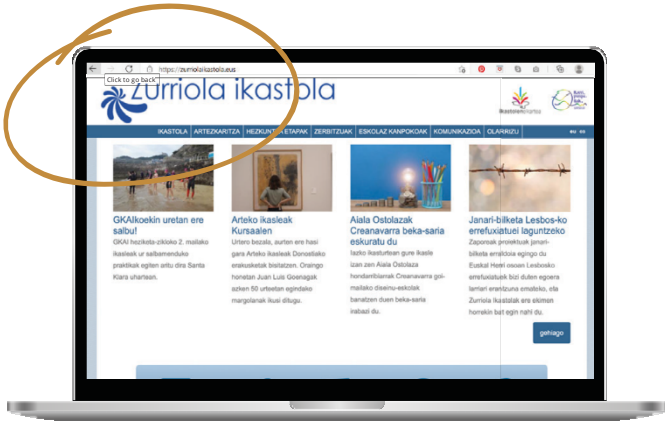 https://zurriolaikastola.eus
Click to go back
zurriola ikastola
IKASTOLA ARTEZKARITZA HEZKUNTZA ETAPAK ZERBITZUAK ESKOLAZ KANPOKOAK KOMUNIKAZIOA OLARRIZU
eu es
GKAIkoekin uretan ere
salbu!
GKAI heziketa-zikloko 2. mailako
ikasleak ur salbamenduko
praktikak egiten aritu dira Santa
Klara uhartean.
Arteko ikasleak
Kursaalen
Urtero bezala, aurten ere hasi
gara Arteko ikasleak Donostiako
erakusketak bisitatzen. Oraingo
honetan Juan Luis Goenagak
azken 50 urteetan egindako
margolanak ikusi ditugu.
Aiala Ostolazak
Creanavarra beka-saria
eskuratu du
Iazko ikasturtean gure ikasle
izan zen Aiala Ostolaza
hondarribiarrak Creanavarra goi-
mailako diseinu-eskolak
banatzen duen beka-saria
irabazi du.
Janari-bilketa Lesbos-ko
errefuxiatuei laguntzeko
Zaporeak proiektuak janari-
bilketa erraldoia egingo du
Euskal Herri osoan Lesbosko
errefuxiatuek bizi duten egoera
larriari erantzuna emateko, eta
Zurriola Ikastolak ere ekimen
horrekin bat egin nahi du.
gehiago